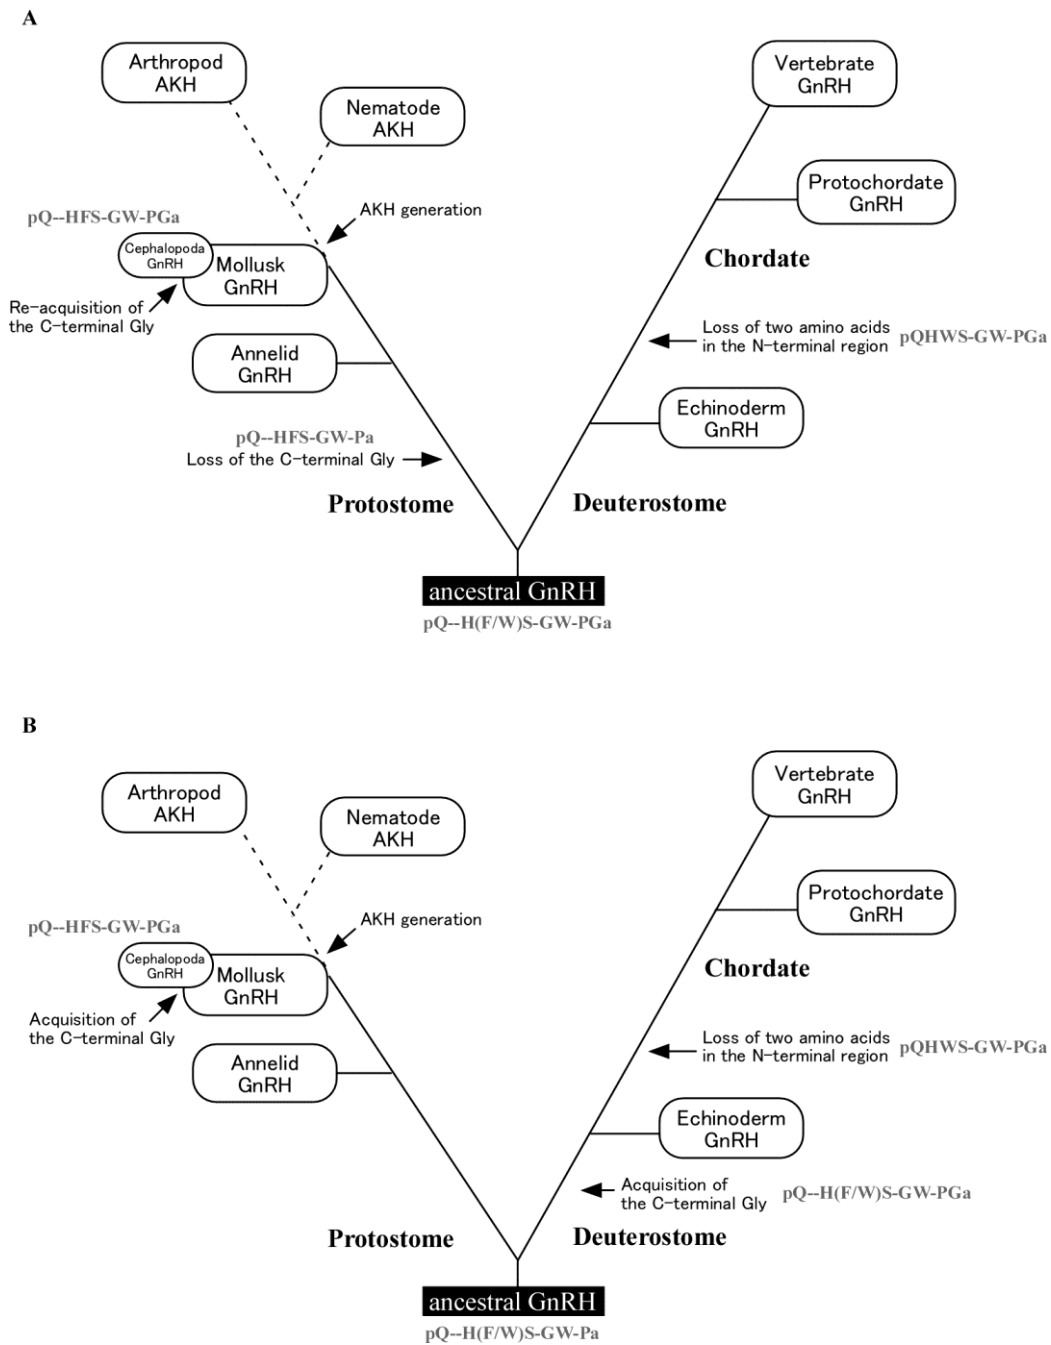 A
Arthropod
AKH
Nematode
AKH
Vertebrate
GnRH
Protochordate
GnRH
AKH generation
pQ--HFS-GW-PGa
Cephalopoda
GnRH
Mollusk
GnRH
Re-acquisition of
the C-terminal Gly
Chordate
Annelid
GnRH
Loss of two amino acids
in the N-terminal region
pQHWS-GW-PGa
Echinoderm
GnRH
pQ--HFS-GW-Pa
Loss of the C-terminal Gly
Protostome
Deuterostome
ancestral GnRH
pQ--H(F/W)S-GW-PGa
B
Arthropod
AKH
Nematode
AKH
Vertebrate
GnRH
Protochordate
GnRH
AKH generation
pQ--HFS-GW-PGa
Cephalopoda
GnRH
Mollusk
GnRH
Acquisition of
the C-terminal Gly
Chordate
Annelid
GnRH
Loss of two amino acids
in the N-terminal region
pQHWS-GW-PGa
Echinoderm
GnRH
Acquisition of
the C-terminal Gly
pQ--H(F/W)S-GW-PGa
Protostome
Deuterostome
ancestral GnRH
pQ--H(F/W)S-GW-Pa